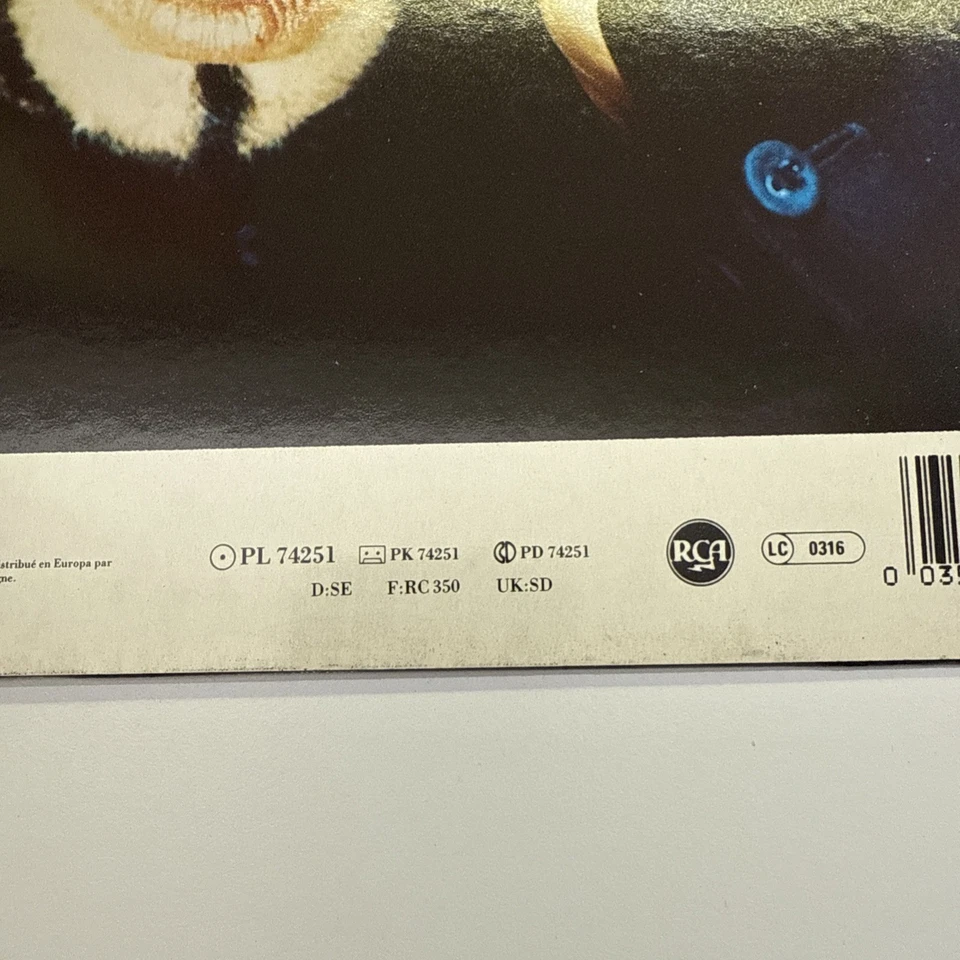 stribué en Europa par
ne.
PL 74251 PK 74251 PD 74251
D:SE F:RC 350 UK:SD
RCA
LC 0316
0 03